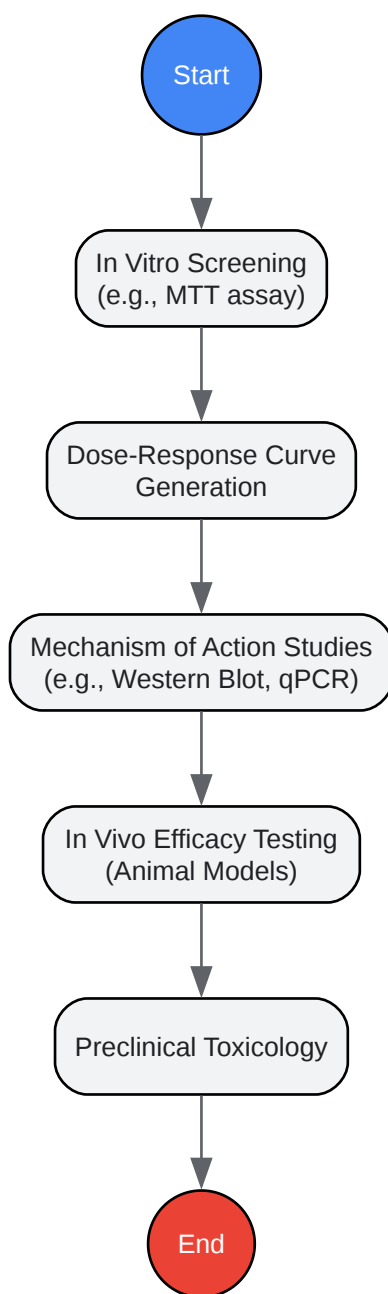 Start
In Vitro Screening
(e.g., MTT assay)
Dose-Response Curve
Generation
Mechanism of Action Studies
(e.g., Western Blot, qPCR)
In Vivo Efficacy Testing
(Animal Models)
Preclinical Toxicology
End